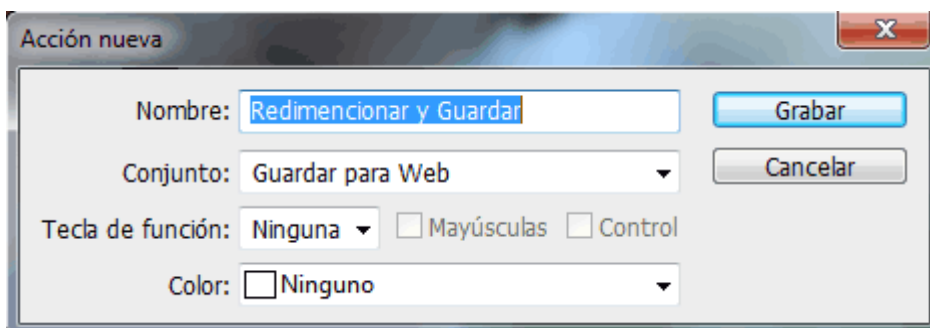 Acción nueva
Nombre: Redimencionar y Guardar Grabar
Conjunto: Guardar para Web Cancelar
Tecla de función: Ninguna Mayúsculas Control
Color: Ninguno